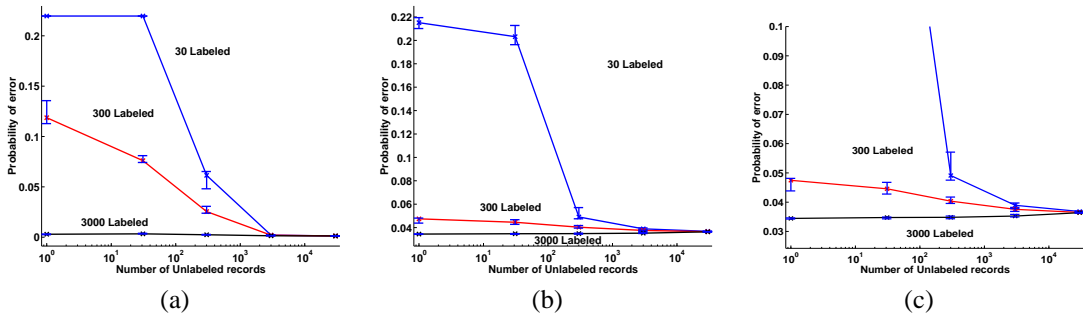 0.2
0.15
0.1
0.05
0
10^0 10^1 10^2 10^3 10^4
Probability of error
Number of Unlabeled records
30 Labeled
300 Labeled
3000 Labeled
(a)
0.22
0.2
0.18
0.16
0.14
0.12
0.1
0.08
0.06
0.04
10^0 10^1 10^2 10^3 10^4
Probability of error
Number of Unlabeled records
30 Labeled
300 Labeled
3000 Labeled
(b)
0.1
0.09
0.08
0.07
0.06
0.05
0.04
0.03
10^0 10^1 10^2 10^3 10^4
Probability of error
Number of Unlabeled records
300 Labeled
3000 Labeled
(c)